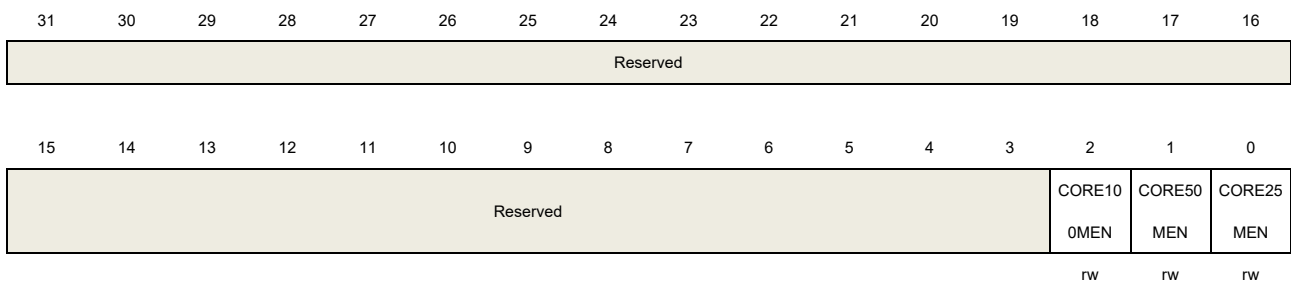 31 30 29 28 27 26 25 24 23 22 21 20 19 18 17 16
Reserved
15 14 13 12 11 10 9 8 7 6 5 4 3 2 1 0
Reserved
CORE10 CORE50 CORE25
0MEN MEN MEN
rw rw rw